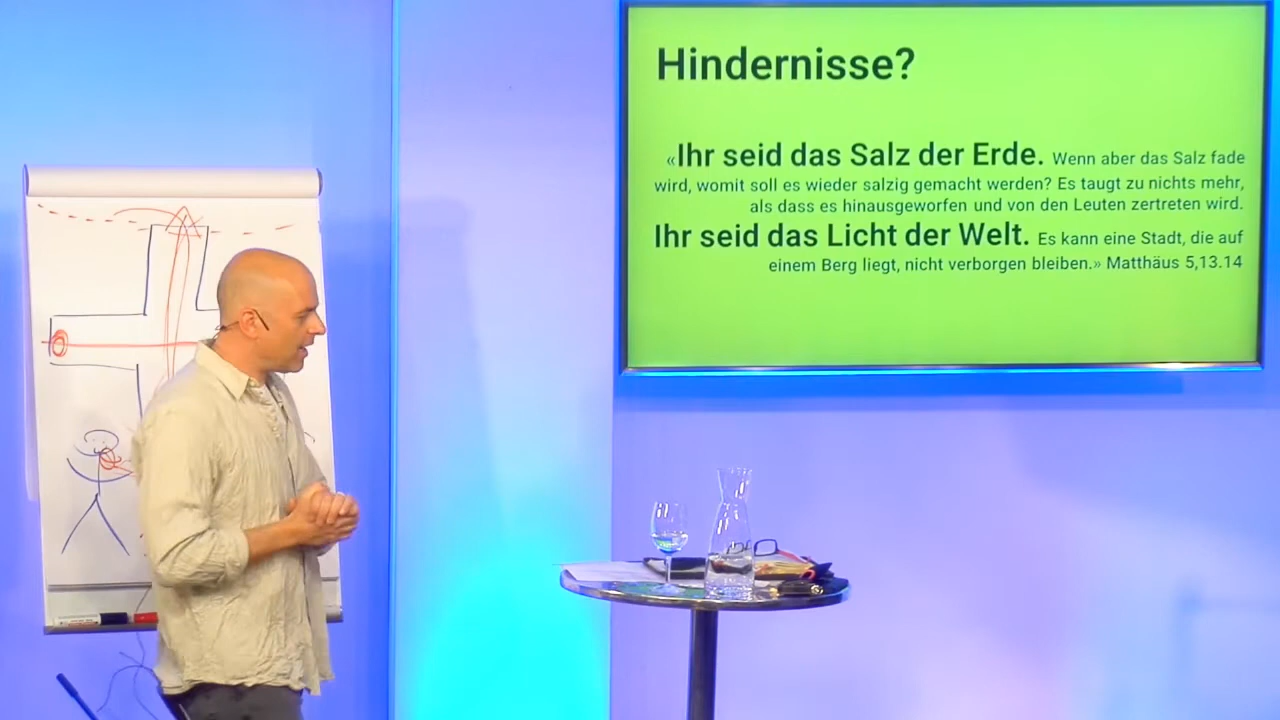 Hindernisse?
«Ihr seid das Salz der Erde. Wenn aber das Salz fade
wird, womit soll es wieder salzig gemacht werden? Es taugt zu nichts mehr,
als dass es hinausgeworfen und von den Leuten zertreten wird.
Ihr seid das Licht der Welt. Es kann eine Stadt, die auf
einem Berg liegt, nicht verborgen bleiben.» Matthäus 5,13.14